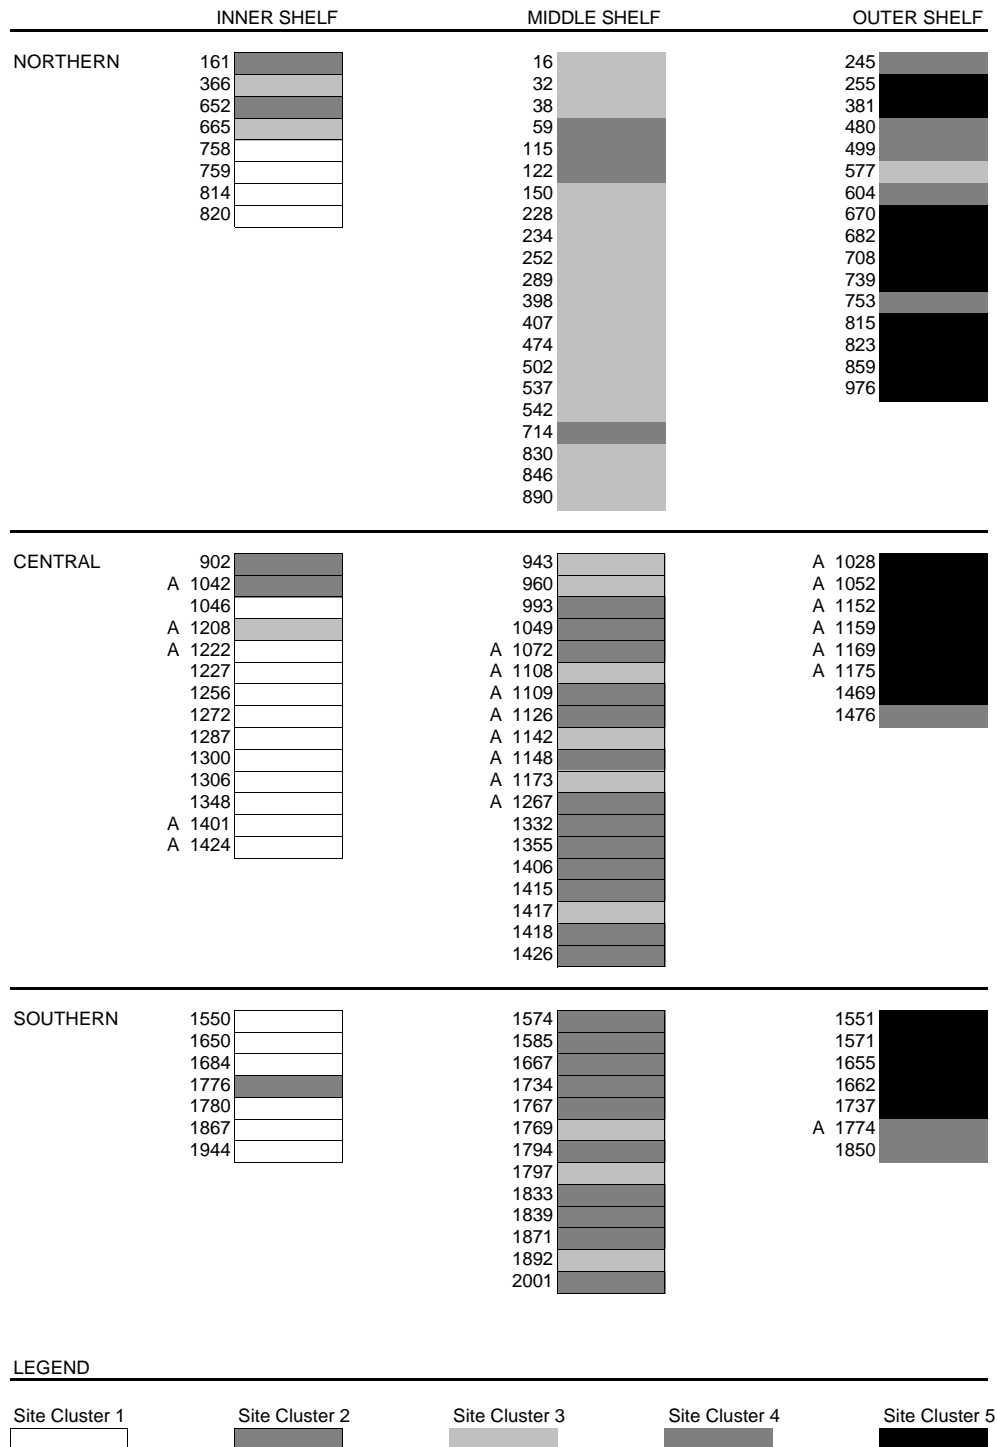 INNER SHELF MIDDLE SHELF OUTER SHELF
NORTHERN 161 16 245
366 32 255
652 38 381
665 59 480
758 115 499
759 122 577
814 150 604
820 228 670
234 682
252 708
289 739
398 753
407 815
474 823
502 859
537 976
542
714
830
846
890
CENTRAL 902 943 A 1028
A 1042 960 A 1052
1046 993 A 1152
A 1208 1049 A 1159
A 1222 A 1072 A 1169
1227 A 1108 A 1175
1256 A 1109 1469
1272 A 1126 1476
1287 A 1142
1300 A 1148
1306 A 1173
1348 A 1267
A 1401 1332
A 1424 1355
1406
1415
1417
1418
1426
SOUTHERN 1550 1574 1551
1650 1585 1571
1684 1667 1655
1776 1734 1662
1780 1767 1737
1867 1769 A 1774
1944 1794 1850
1797
1833
1839
1871
1892
2001
LEGEND
Site Cluster 1 Site Cluster 2 Site Cluster 3 Site Cluster 4 Site Cluster 5